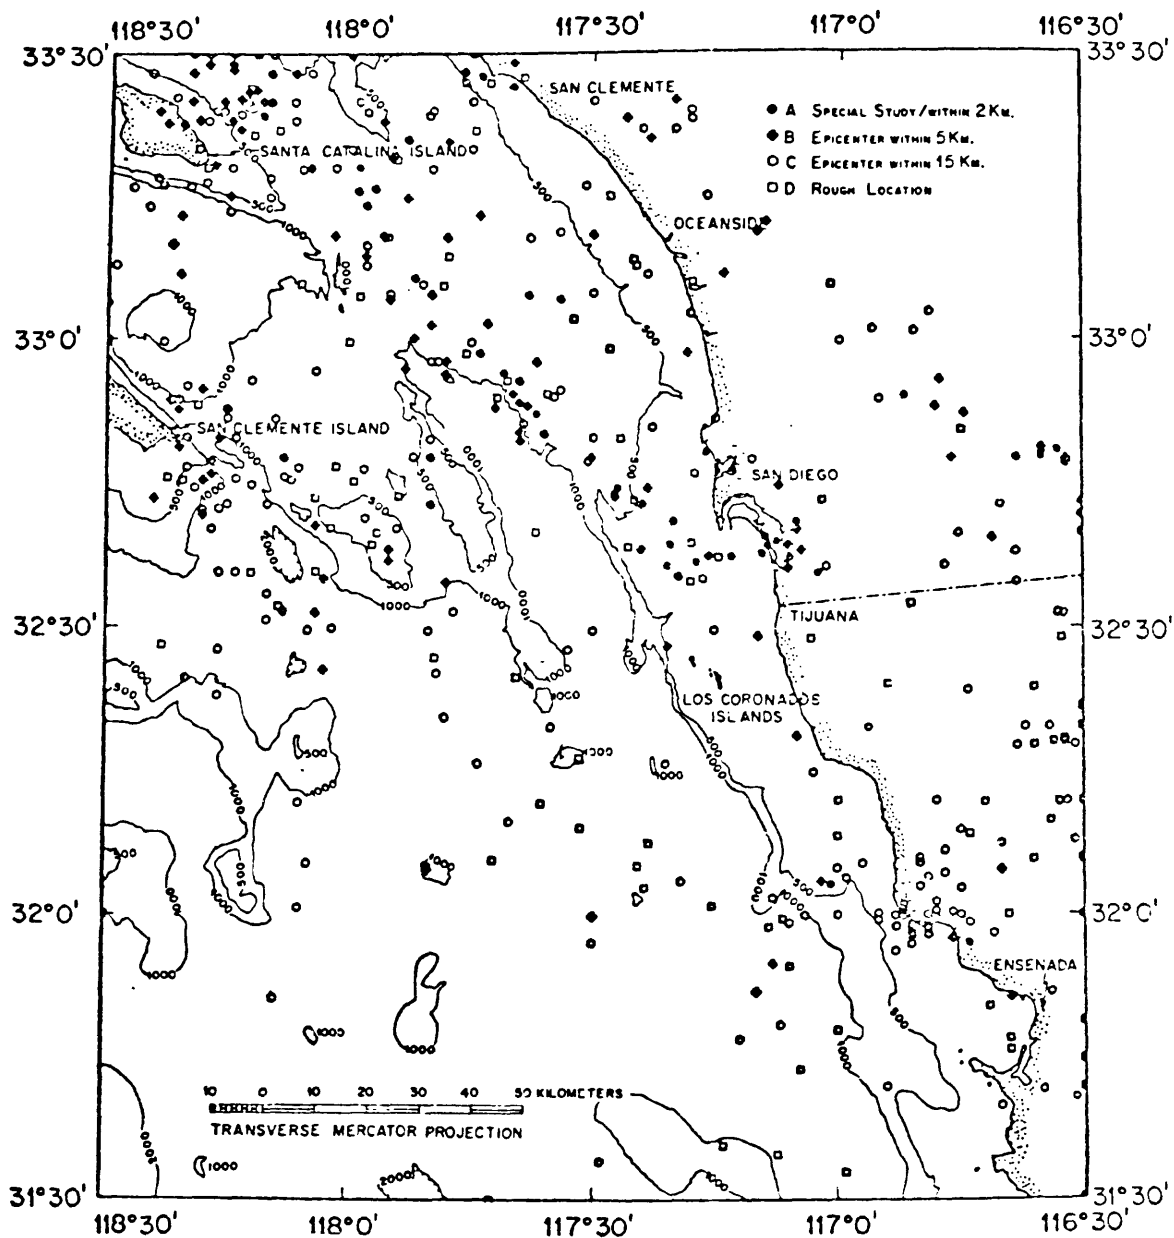 118°30' 118°0' 117°30' 117°0' 116°30'
33°30' 33°30'
SAN CLEMENTE
A SPECIAL STUDY/WITHIN 2 KM.
B EPICENTER WITHIN 5 KM.
C EPICENTER WITHIN 15 KM.
D ROUGH LOCATION
SANTA CATALINA ISLAND
OCEANSIDE
33°0' 33°0'
SAN CLEMENTE ISLAND
SAN DIEGO
TIJUANA
32°30' 32°30'
LOS CORONADOS
ISLANDS
32°0' 32°0'
ENSENADA
10 0 10 20 30 40 50 KILOMETERS
TRANSVERSE MERCATOR PROJECTION
1000
2000
1000
31°30' 31°30'
118°30' 118°0' 117°30' 117°0' 116°30'